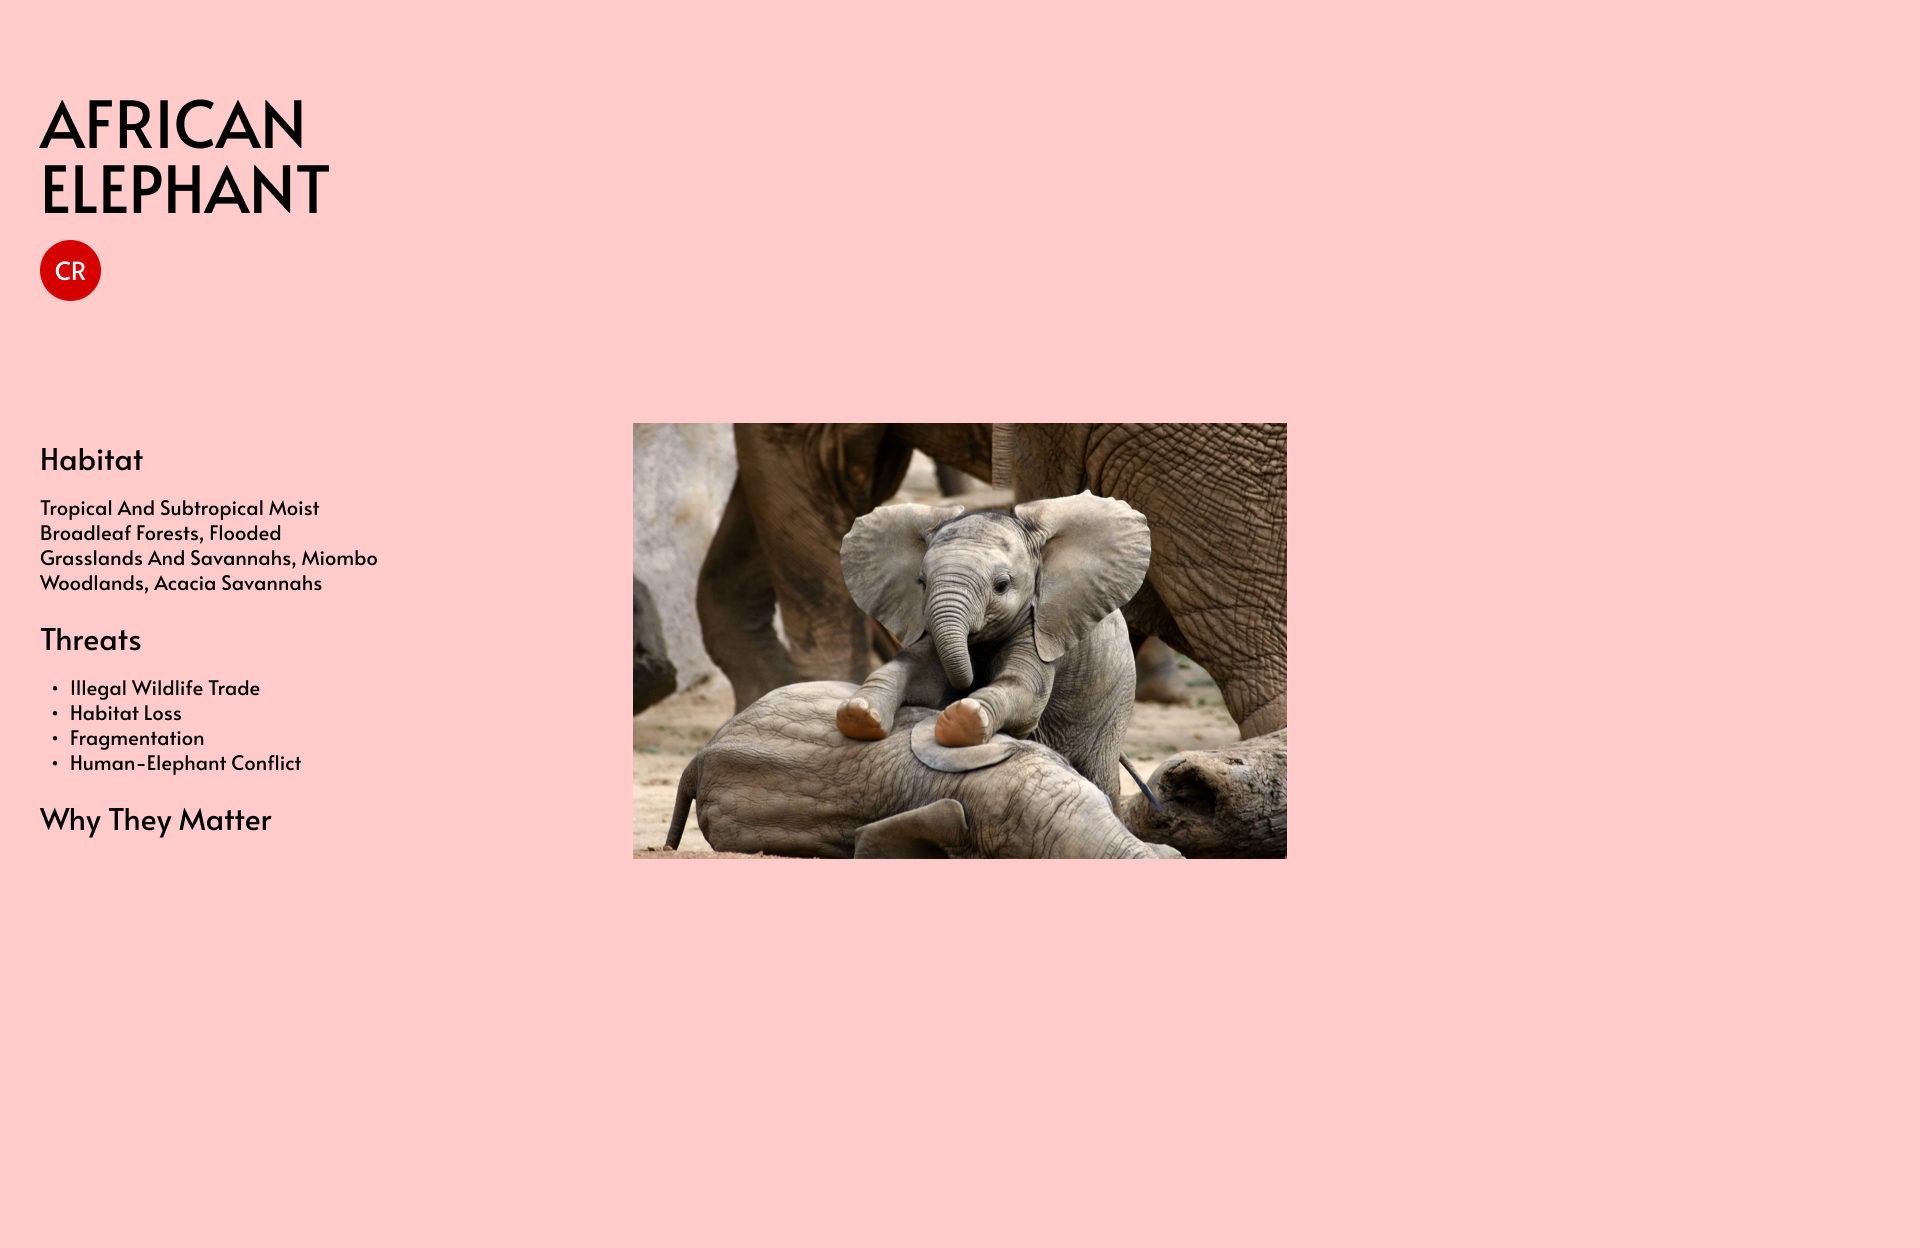 AFRICAN
ELEPHANT
CR
Habitat
Tropical And Subtropical Moist
Broadleaf Forests, Flooded
Grasslands And Savannahs, Miombo
Woodlands, Acacia Savannahs
Threats
• Illegal Wildlife Trade
• Habitat Loss
• Fragmentation
• Human-Elephant Conflict
Why They Matter